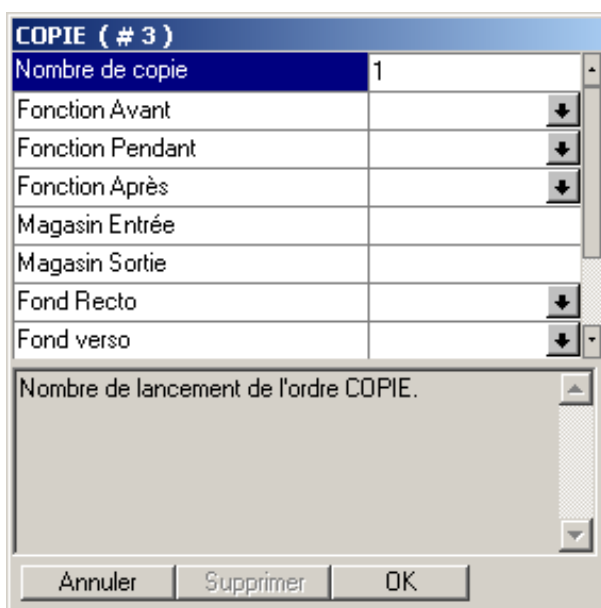 COPIE ( # 3 )
Nombre de copie 1
Fonction Avant
Fonction Pendant
Fonction Après
Magasin Entrée
Magasin Sortie
Fond Recto
Fond verso
Nombre de lancement de l'ordre COPIE.
Annuler Supprimer OK